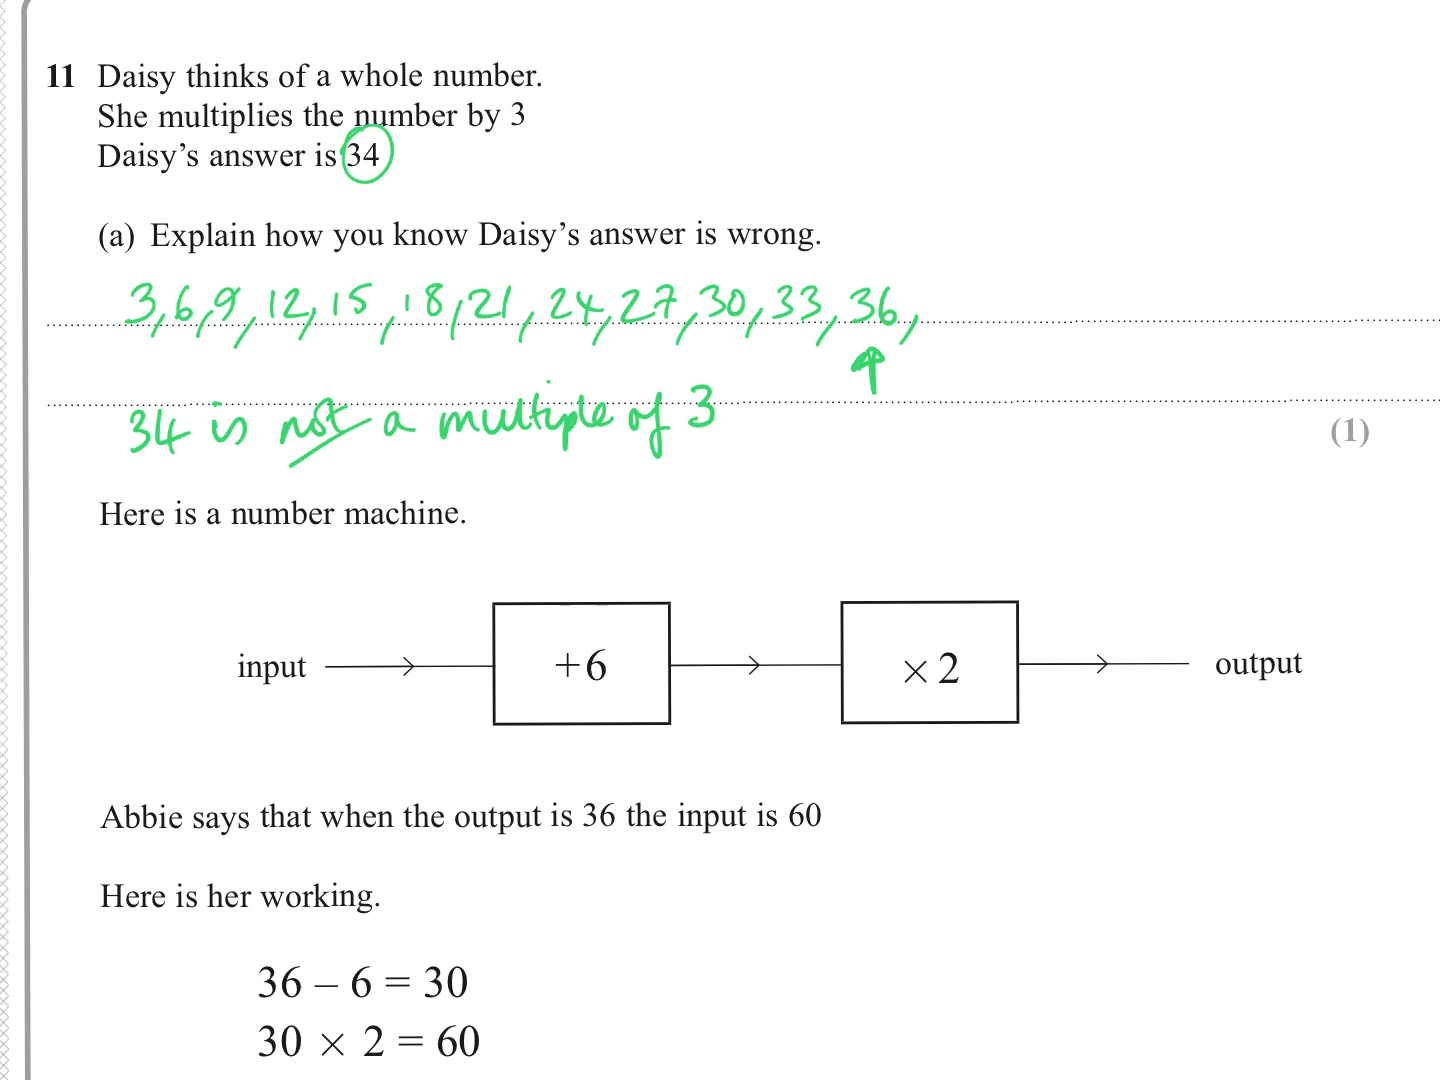 11 Daisy thinks of a whole number.
She multiplies the number by 3
Daisy's answer is 34
(a) Explain how you know Daisy's answer is wrong.
3, 6, 9, 12, 15, 18, 21, 24, 27, 30, 33, 36,
34 is not a multiple of 3
(1)
Here is a number machine.
input +6 × 2 output
Abbie says that when the output is 36 the input is 60
Here is her working.
36 – 6 = 30
30 × 2 = 60